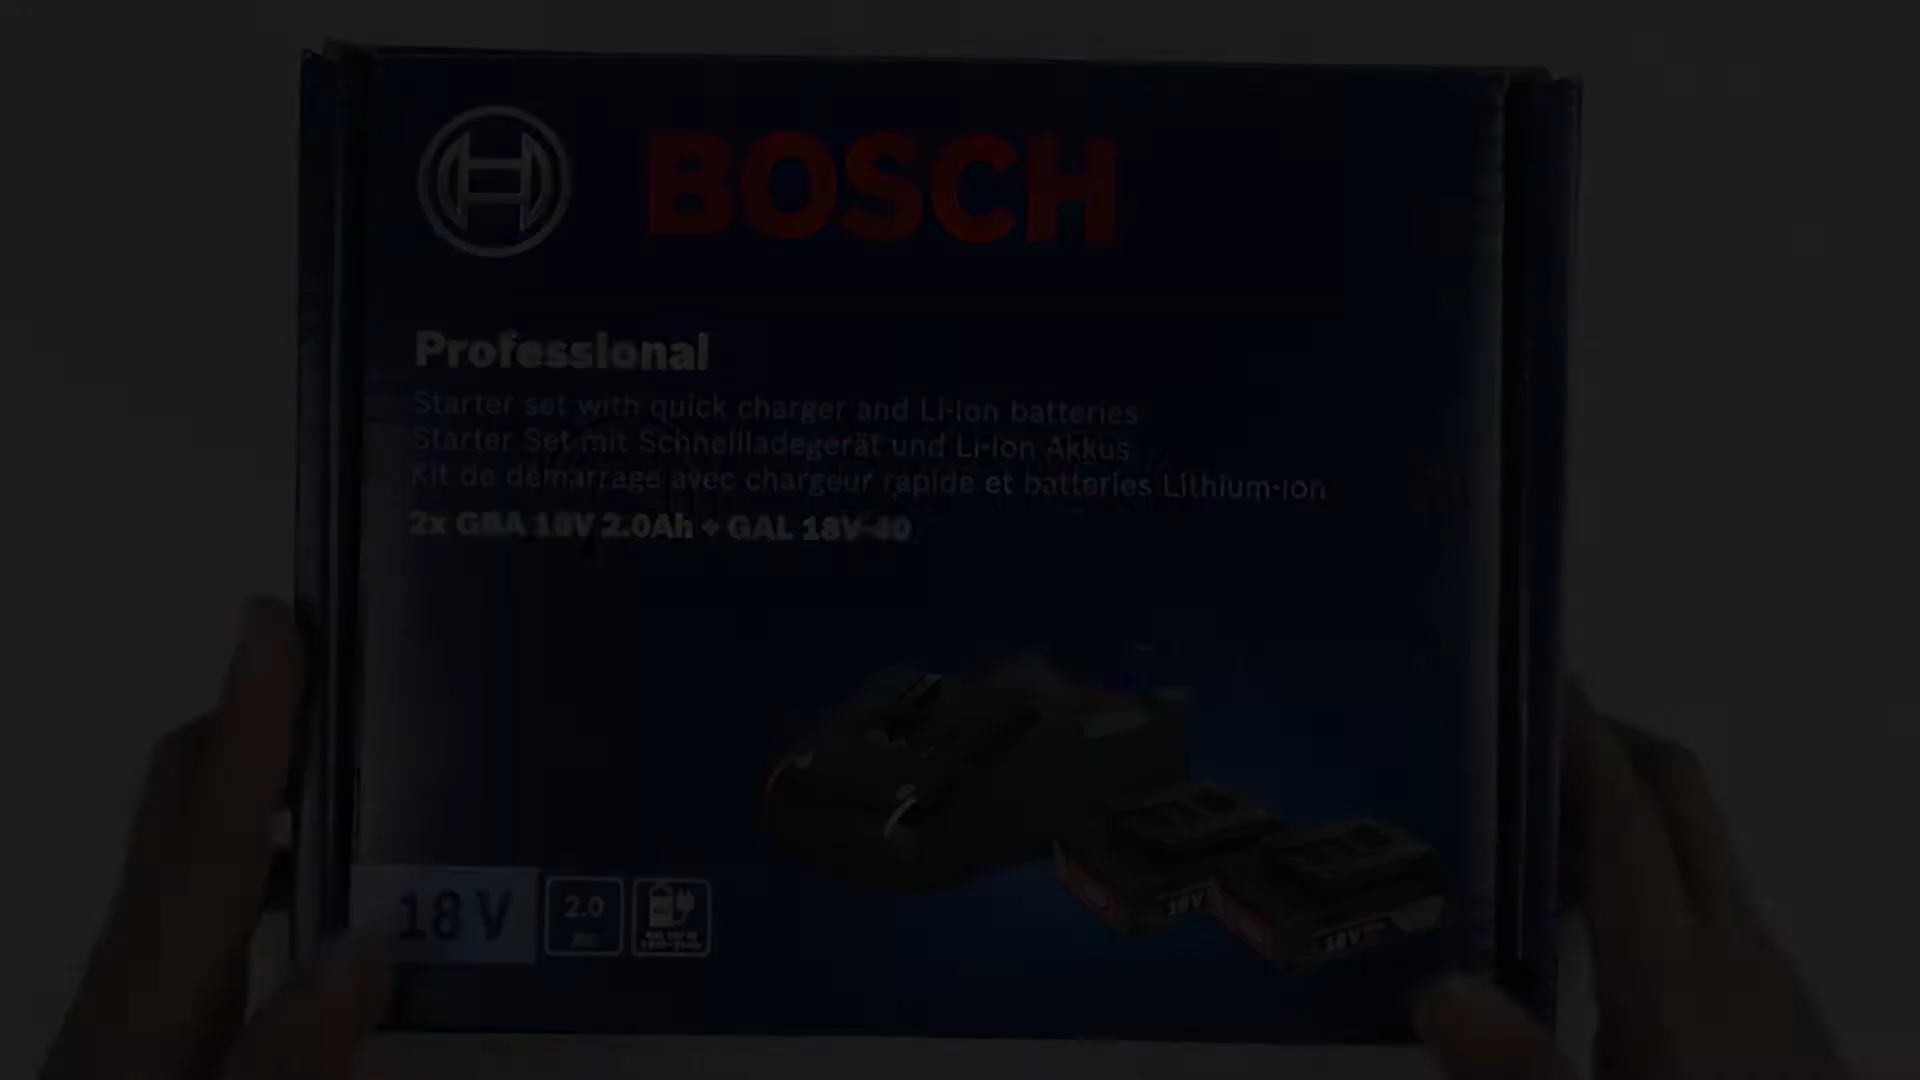 BOSCH
Professional
Starter set with quick charger and Li-Ion batteries
Starter Set mit Schnellladegerät und Li-Ion Akkus
Kit de démarrage avec chargeur rapide et batteries Lithium-ion
2x GBA 18V 2.0Ah + GAL 18V-40
18V
18V
18 V
2.0